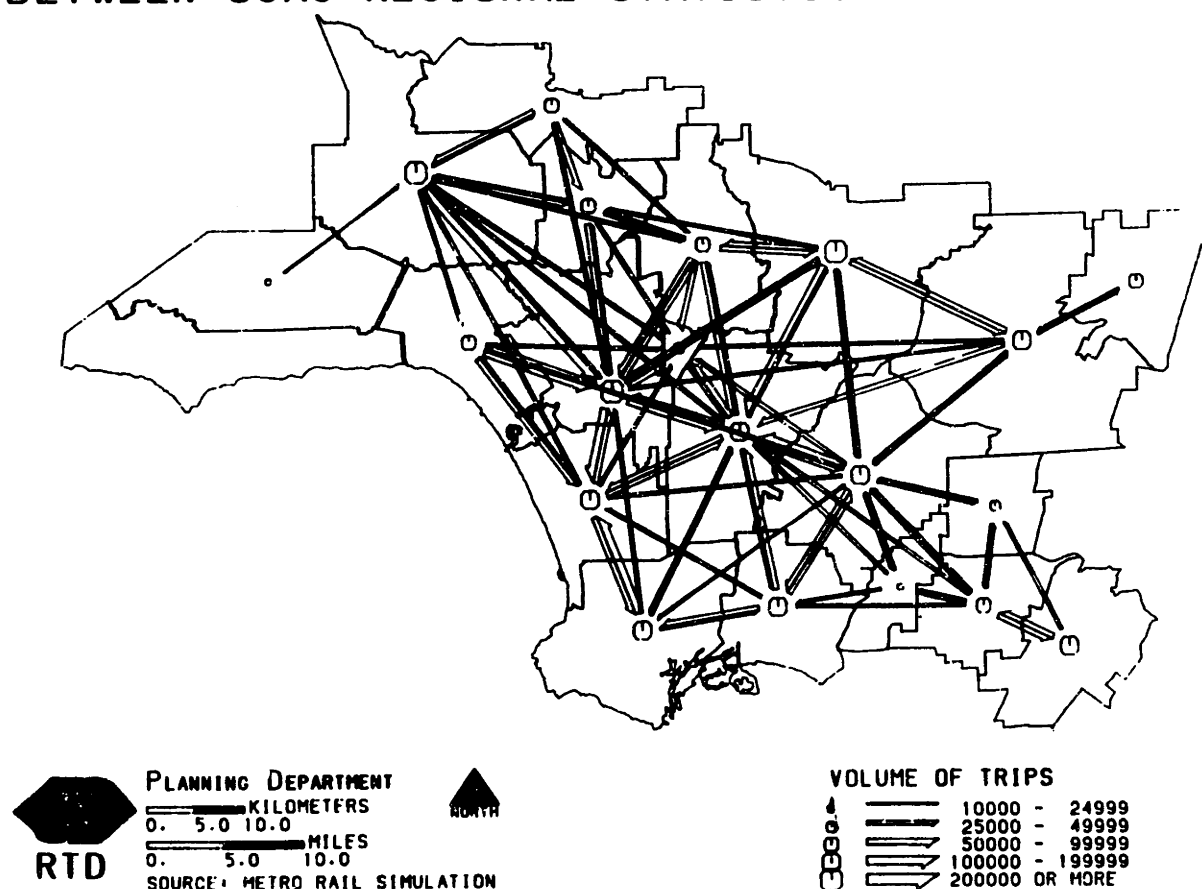 PLANNING DEPARTMENT
KILOMETERS
0. 5.0 10.0
MILES
0. 5.0 10.0
RTD
SOURCE: METRO RAIL SIMULATION
NORTH
VOLUME OF TRIPS
10000 - 24999
25000 - 49999
50000 - 99999
100000 - 199999
200000 OR MORE